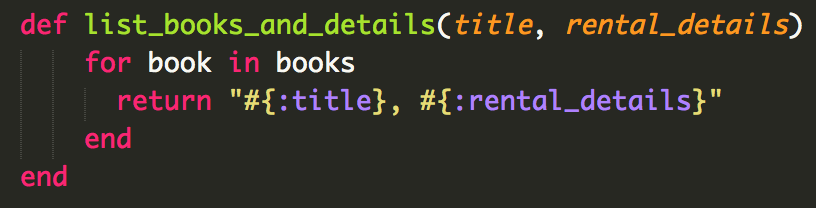 def list_books_and_details(title, rental_details)
for book in books
return "#{:title}, #{:rental_details}"
end
end